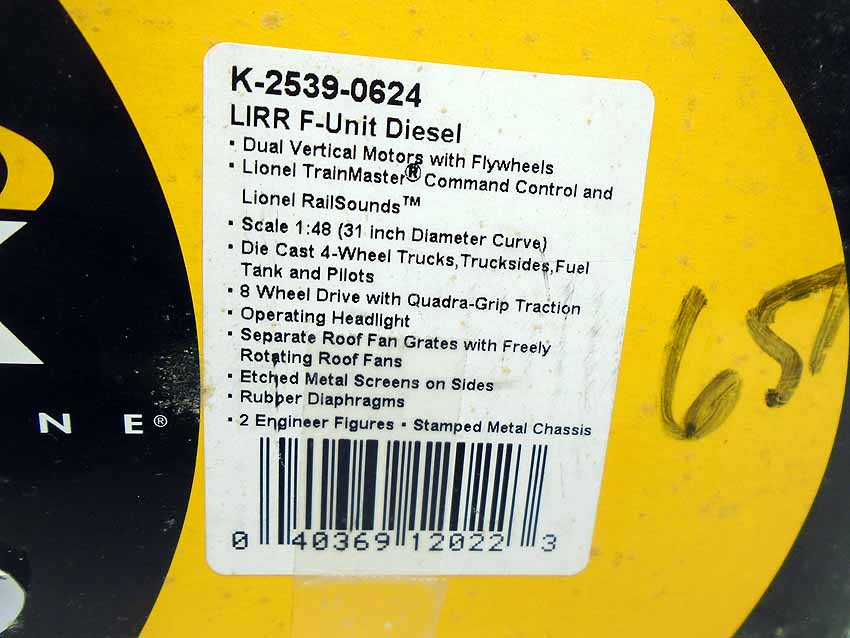 K-2539-0624
LIRR F-Unit Diesel
· Dual Vertical Motors with Flywheels
· Lionel TrainMaster® Command Control and
Lionel RailSounds™
· Scale 1:48 (31 inch Diameter Curve)
· Die Cast 4-Wheel Trucks,Trucksides,Fuel
Tank and Pilots
· 8 Wheel Drive with Quadra-Grip Traction
· Operating Headlight
· Separate Roof Fan Grates with Freely
Rotating Roof Fans
· Etched Metal Screens on Sides
· Rubber Diaphragms
· 2 Engineer Figures · Stamped Metal Chassis
0 40369 12022 3
K
N E®